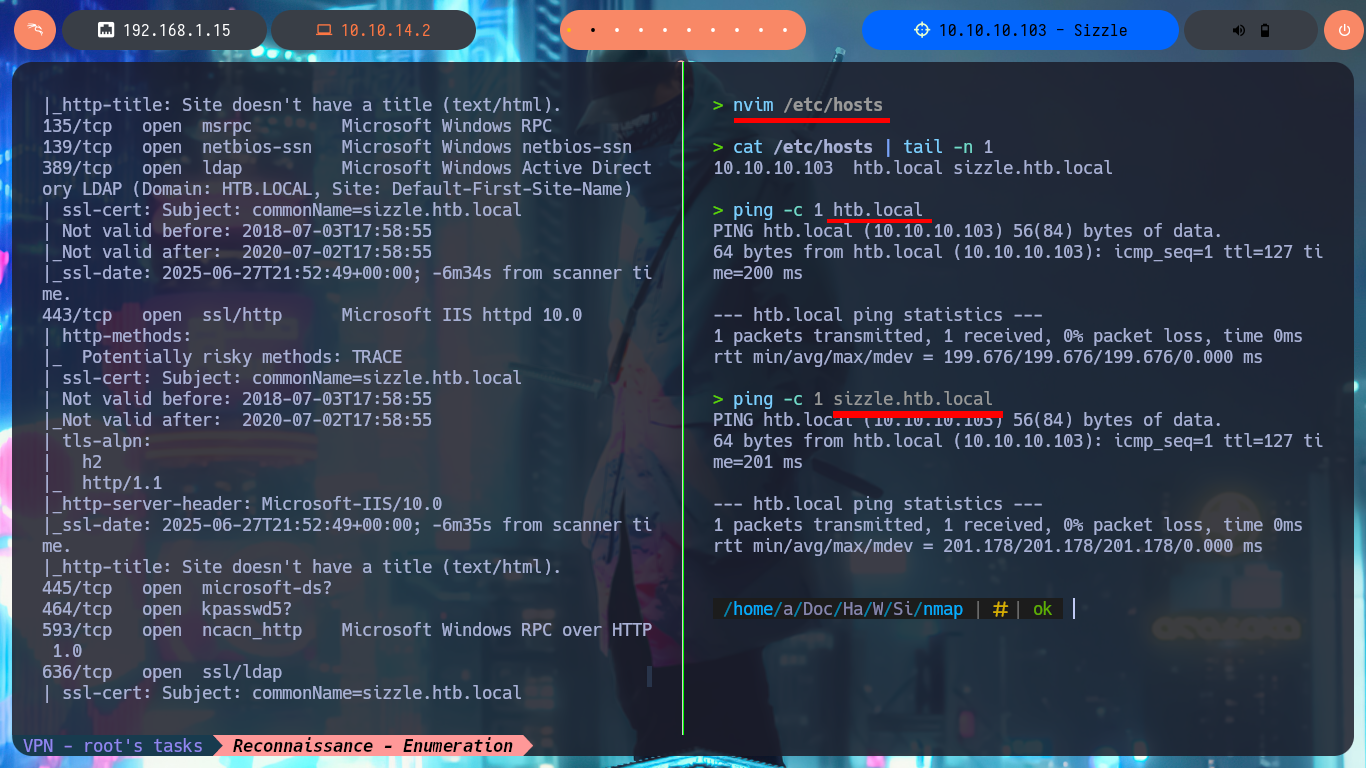 192.168.1.15
10.10.14.2
10.10.10.103 - Sizzle
|_http-title: Site doesn't have a title (text/html).
135/tcp   open  msrpc         Microsoft Windows RPC
139/tcp   open  netbios-ssn   Microsoft Windows netbios-ssn
389/tcp   open  ldap          Microsoft Windows Active Direct
ory LDAP (Domain: HTB.LOCAL, Site: Default-First-Site-Name)
| ssl-cert: Subject: commonName=sizzle.htb.local
| Not valid before: 2018-07-03T17:58:55
|_Not valid after:  2020-07-02T17:58:55
|_ssl-date: 2025-06-27T21:52:49+00:00; -6m34s from scanner ti
me.
443/tcp   open  ssl/http      Microsoft IIS httpd 10.0
| http-methods:
|_  Potentially risky methods: TRACE
| ssl-cert: Subject: commonName=sizzle.htb.local
| Not valid before: 2018-07-03T17:58:55
|_Not valid after:  2020-07-02T17:58:55
| tls-alpn:
|   h2
|_  http/1.1
|_http-server-header: Microsoft-IIS/10.0
|_ssl-date: 2025-06-27T21:52:49+00:00; -6m35s from scanner ti
me.
|_http-title: Site doesn't have a title (text/html).
445/tcp   open  microsoft-ds?
464/tcp   open  kpasswd5?
593/tcp   open  ncacn_http    Microsoft Windows RPC over HTTP
 1.0
636/tcp   open  ssl/ldap
| ssl-cert: Subject: commonName=sizzle.htb.local
> nvim /etc/hosts
> cat /etc/hosts | tail -n 1
10.10.10.103  htb.local sizzle.htb.local
> ping -c 1 htb.local
PING htb.local (10.10.10.103) 56(84) bytes of data.
64 bytes from htb.local (10.10.10.103): icmp_seq=1 ttl=127 ti
me=200 ms
--- htb.local ping statistics ---
1 packets transmitted, 1 received, 0% packet loss, time 0ms
rtt min/avg/max/mdev = 199.676/199.676/199.676/0.000 ms
> ping -c 1 sizzle.htb.local
PING htb.local (10.10.10.103) 56(84) bytes of data.
64 bytes from htb.local (10.10.10.103): icmp_seq=1 ttl=127 ti
me=201 ms
--- htb.local ping statistics ---
1 packets transmitted, 1 received, 0% packet loss, time 0ms
rtt min/avg/max/mdev = 201.178/201.178/201.178/0.000 ms
/home/a/Doc/Ha/W/Si/nmap | # | ok
VPN - root's tasks
Reconnaissance - Enumeration